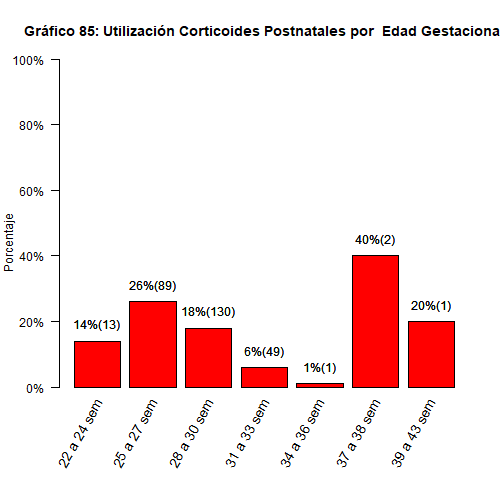 Gráfico 85: Utilización Corticoides Postnatales por  Edad Gestaciona
100%
80%
60%
40%
20%
0%
Porcentaje
14%(13)
26%(89)
18%(130)
6%(49)
1%(1)
40%(2)
20%(1)
22 a 24 sem
25 a 27 sem
28 a 30 sem
31 a 33 sem
34 a 36 sem
37 a 38 sem
39 a 43 sem